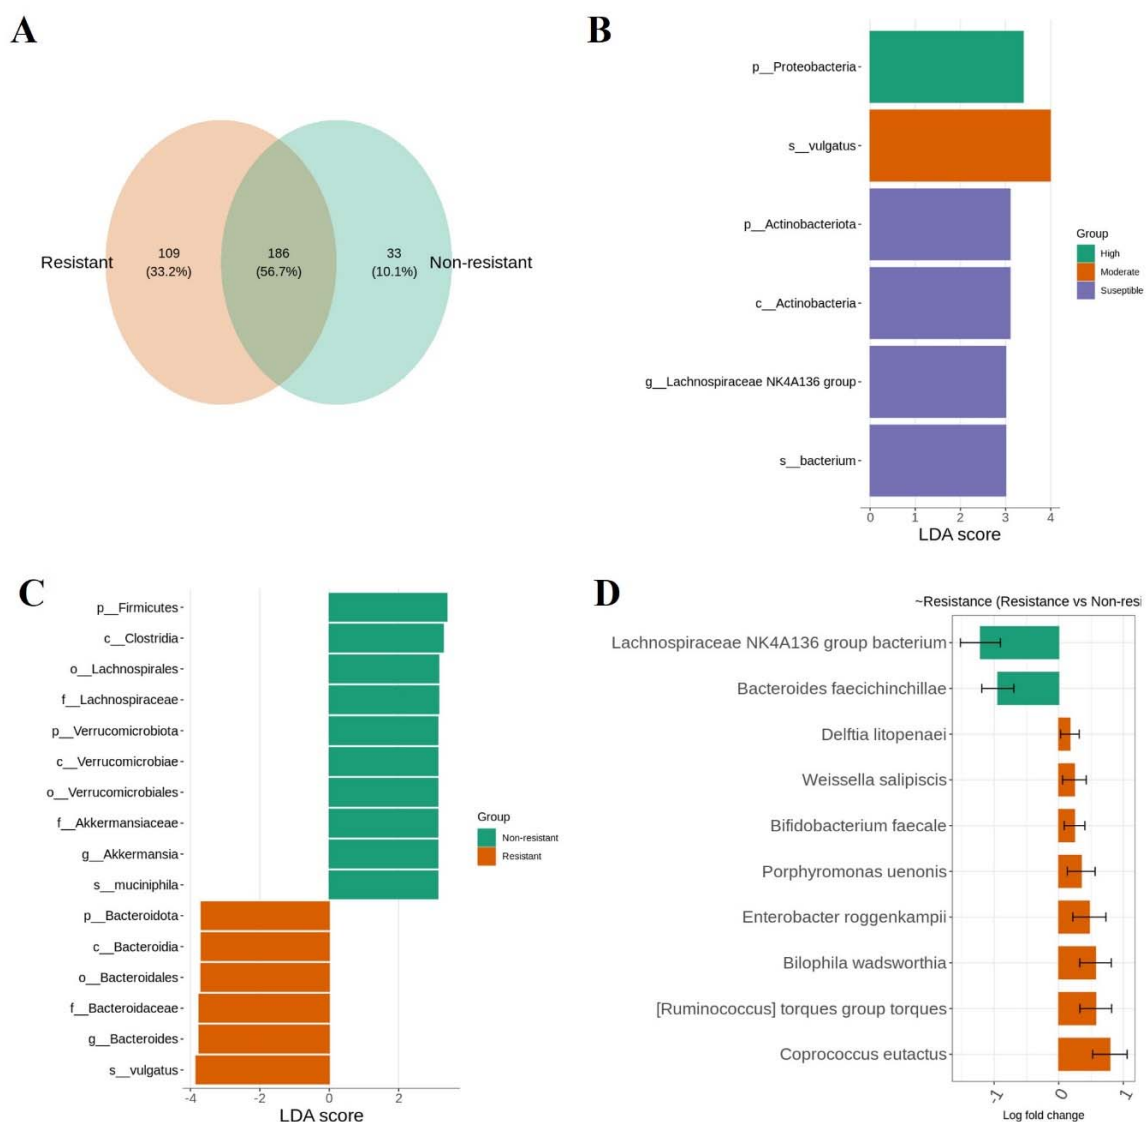 A
Resistant
109
(33.2%)
186
(56.7%)
33
(10.1%)
Non-resistant
B
p__Proteobacteria
s__vulgatus
p__Actinobacteriota
c__Actinobacteria
g__Lachnospiraceae NK4A136 group
s__bacterium
0 1 2 3 4
LDA score
Group
High
Moderate
Suseptible
C
p__Firmicutes
c__Clostridia
o__Lachnospirales
f__Lachnospiraceae
p__Verrucomicrobiota
c__Verrucomicrobiae
o__Verrucomicrobiales
f__Akkermansiaceae
g__Akkermansia
s__muciniphila
p__Bacteroidota
c__Bacteroidia
o__Bacteroidales
f__Bacteroidaceae
g__Bacteroides
s__vulgatus
-4 -2 0 2
LDA score
Group
Non-resistant
Resistant
D
~Resistance (Resistance vs Non-resi
Lachnospiraceae NK4A136 group bacterium
Bacteroides faecichinchillae
Delftia litopenaei
Weissella salipiscis
Bifidobacterium faecale
Porphyromonas uenonis
Enterobacter roggenkampii
Bilophila wadsworthia
[Ruminococcus] torques group torques
Coprococcus eutactus
-1 0 1
Log fold change